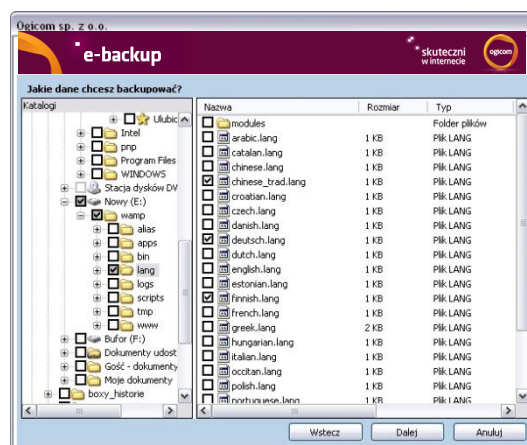 Ogicom sp. z o.o.
e-backup
skuteczni
w internecie
ogicom
Jakie dane chcesz backupować?
Katalogi
Ulubic
Intel
pnp
Program Files
WINDOWS
Stacja dysków DV
Nowy (E:)
wamp
alias
apps
bin
lang
logs
scripts
tmp
www
Bufor (F:)
Dokumenty udost
Gość - dokumenty
Moje dokumenty
boxy_historie
Nazwa Rozmiar Typ
modules Folder plików
arabic.lang 1 KB Plik LANG
catalan.lang 1 KB Plik LANG
chinese.lang 1 KB Plik LANG
chinese_trad.lang 1 KB Plik LANG
croatian.lang 1 KB Plik LANG
czech.lang 1 KB Plik LANG
danish.lang 1 KB Plik LANG
deutsch.lang 1 KB Plik LANG
dutch.lang 1 KB Plik LANG
english.lang 1 KB Plik LANG
estonian.lang 1 KB Plik LANG
finnish.lang 1 KB Plik LANG
french.lang 1 KB Plik LANG
greek.lang 2 KB Plik LANG
hungarian.lang 1 KB Plik LANG
italian.lang 1 KB Plik LANG
occitan.lang 1 KB Plik LANG
polish.lang 1 KB Plik LANG
portuguese.lang 1 KB Plik LANG
Wstecz Dalej Anuluj